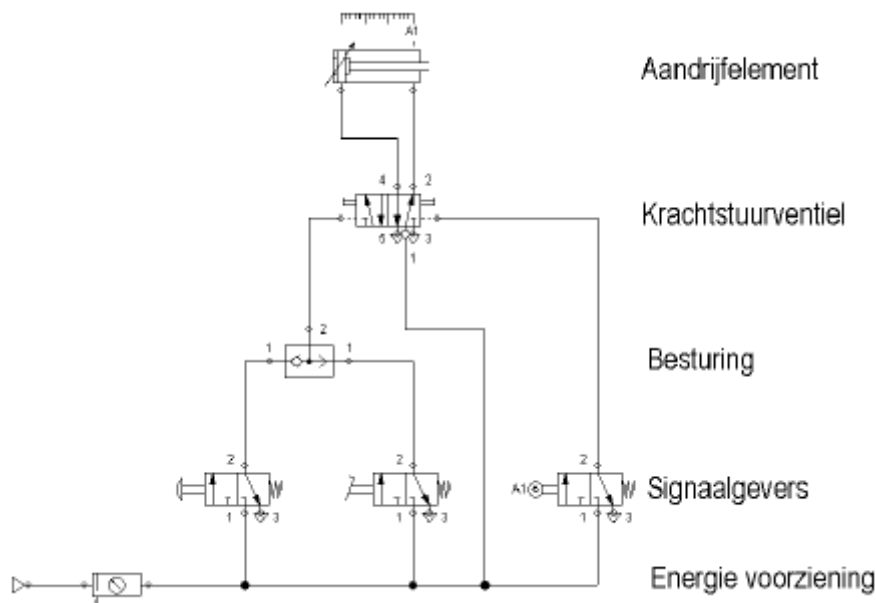 A1
Aandrijfelement
4 2
Krachtstuurventiel
5 3
1
2
1 1
Besturing
2 2 2
A1 Signaalgevers
1 3 1 3 1 3
Energie voorziening